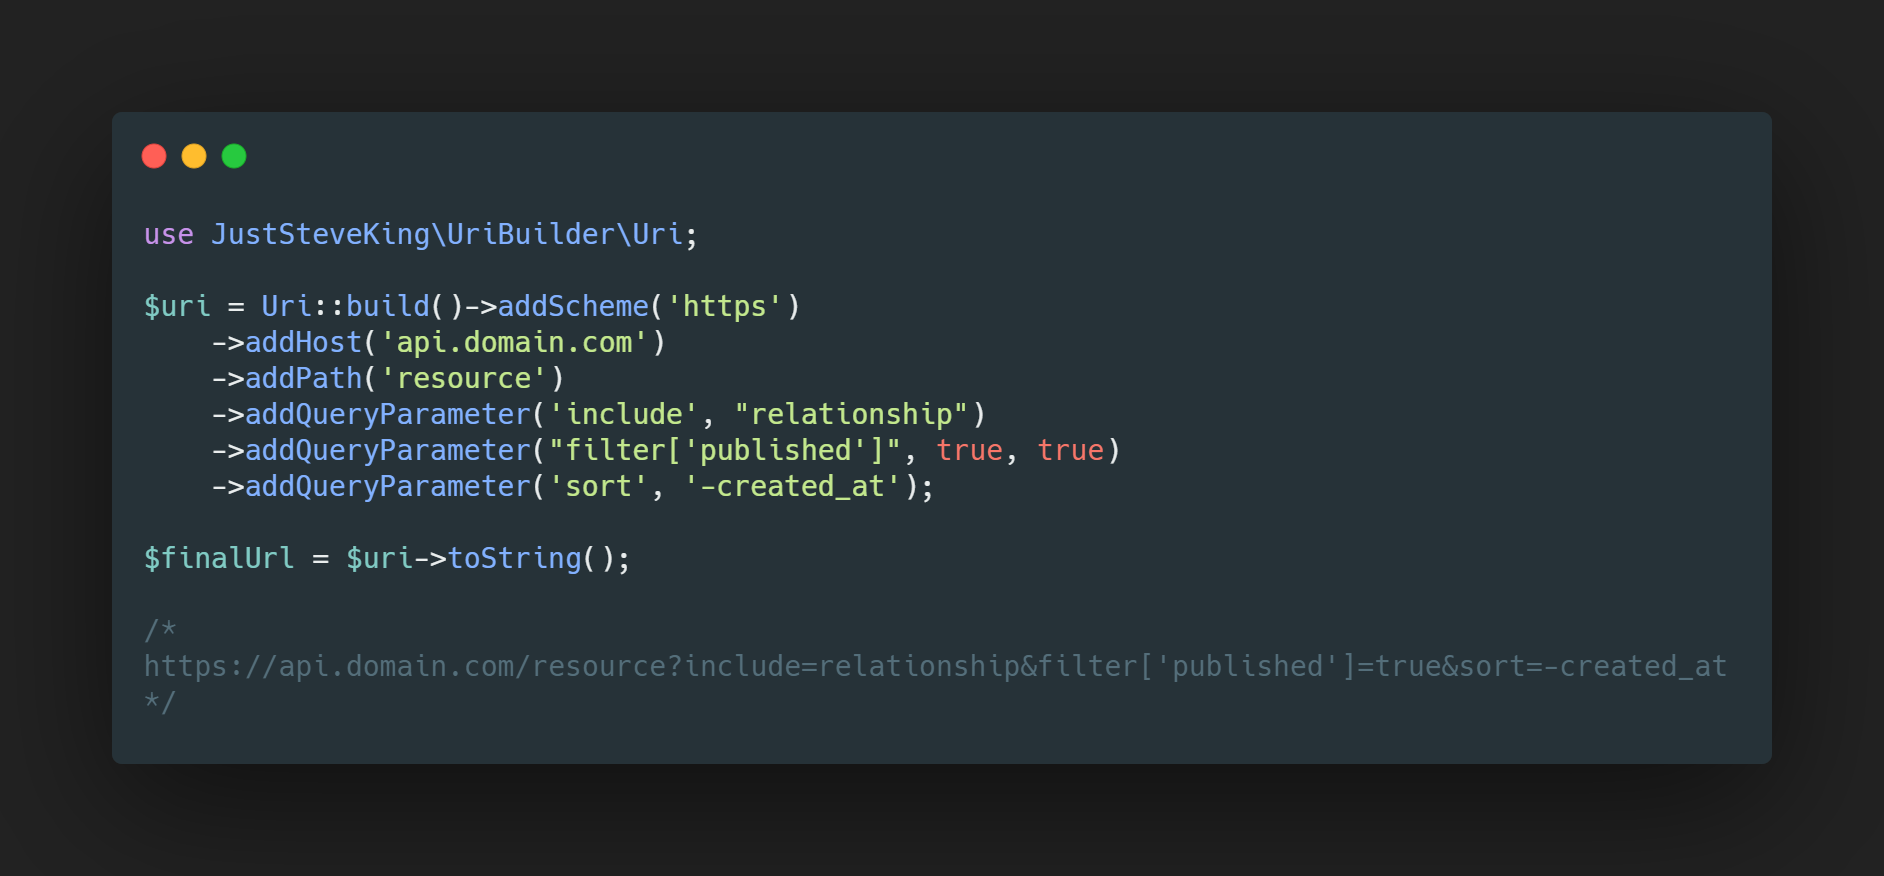 use JustSteveKing\UriBuilder\Uri;

$uri = Uri::build()->addScheme('https')
    ->addHost('api.domain.com')
    ->addPath('resource')
    ->addQueryParameter('include', "relationship")
    ->addQueryParameter("filter['published']", true, true)
    ->addQueryParameter('sort', '-created_at');

$finalUrl = $uri->toString();

/*
https://api.domain.com/resource?include=relationship&filter['published']=true&sort=-created_at
*/